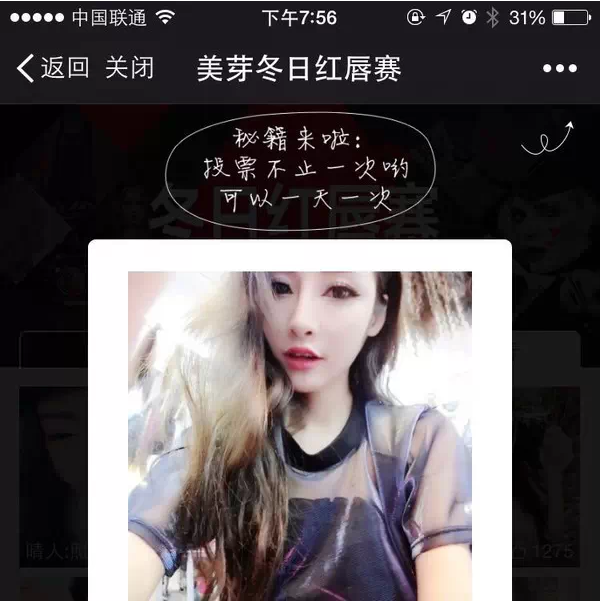 中国联通
下午7:56
31%
返回 关闭
美芽冬日红唇赛
秘籍来啦:
投票不止一次哟
可以一天一次
冬日红唇赛
1275